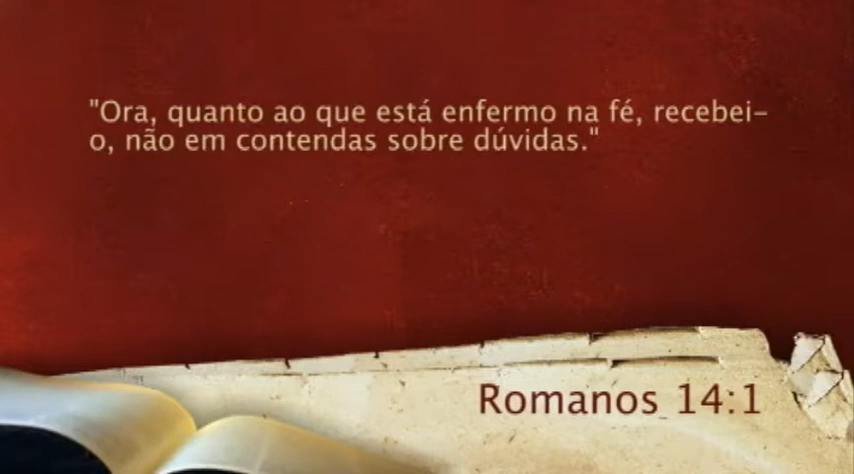 "Ora, quanto ao que está enfermo na fé, recebei-
o, não em contendas sobre dúvidas."
Romanos 14:1